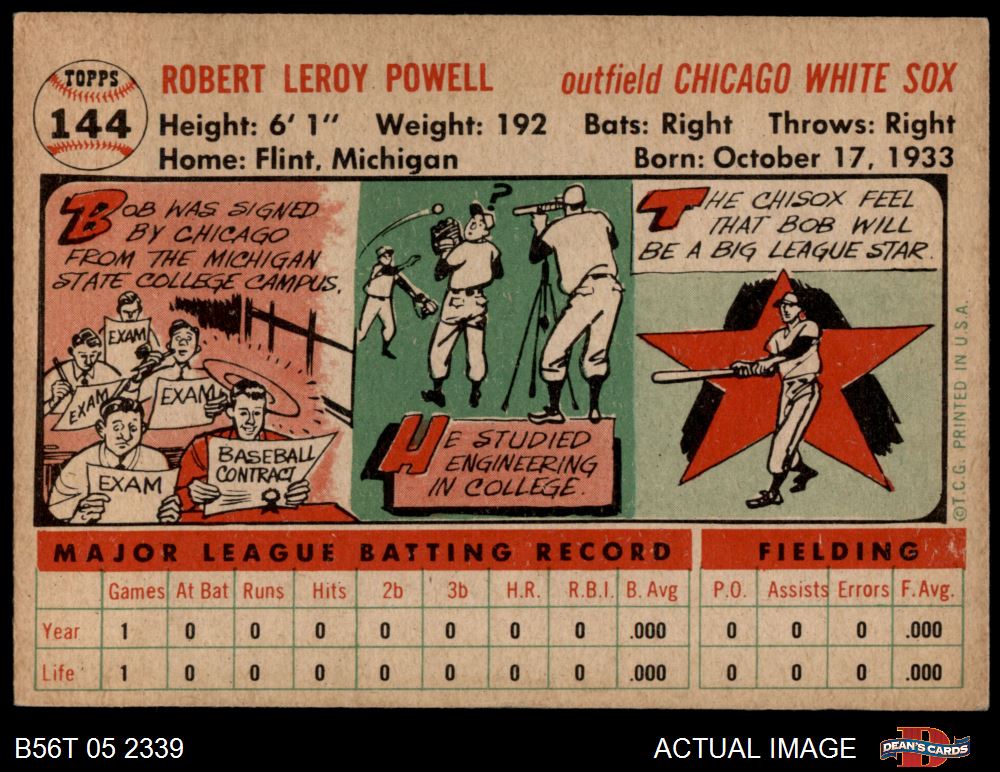 TOPPS
144
ROBERT LEROY POWELL outfield CHICAGO WHITE SOX
Height: 6' 1" Weight: 192 Bats: Right Throws: Right
Home: Flint, Michigan Born: October 17, 1933
BOB WAS SIGNED
BY CHICAGO
FROM THE MICHIGAN
STATE COLLEGE CAMPUS.
EXAM
EXAM
EXAM
EXAM
BASEBALL
CONTRACT
?
HE STUDIED
ENGINEERING
IN COLLEGE.
THE CHISOX FEEL
THAT BOB WILL
BE A BIG LEAGUE STAR.
©T.C.G. PRINTED IN U.S.A.
MAJOR LEAGUE BATTING RECORD FIELDING
Games At Bat Runs Hits 2b 3b H.R. R.B.I. B. Avg P.O. Assists Errors F. Avg.
Year 1 0 0 0 0 0 0 0 .000 0 0 0 .000
Life 1 0 0 0 0 0 0 0 .000 0 0 0 .000
B56T 05 2339 ACTUAL IMAGE DEAN'S CARDS